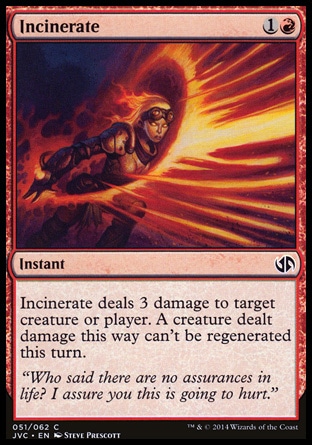 Incinerate 1
Instant
Incinerate deals 3 damage to target
creature or player. A creature dealt
damage this way can't be regenerated
this turn.
"Who said there are no assurances in
life? I assure you this is going to hurt."
051/062 C
JVC • EN STEVE PRESCOTT
™ & © 2014 Wizards of the Coast